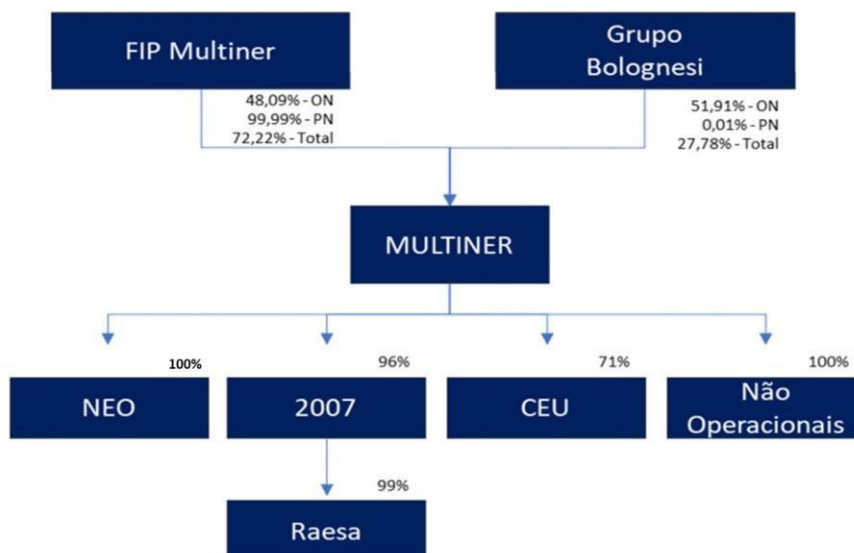 FIP Multiner
Grupo
Bolognesi
48,09% - ON
99,99% - PN
72,22% - Total
51,91% - ON
0,01% - PN
27,78% - Total
MULTINER
100%
96%
71%
100%
NEO
2007
CEU
Não
Operacionais
99%
Raesa